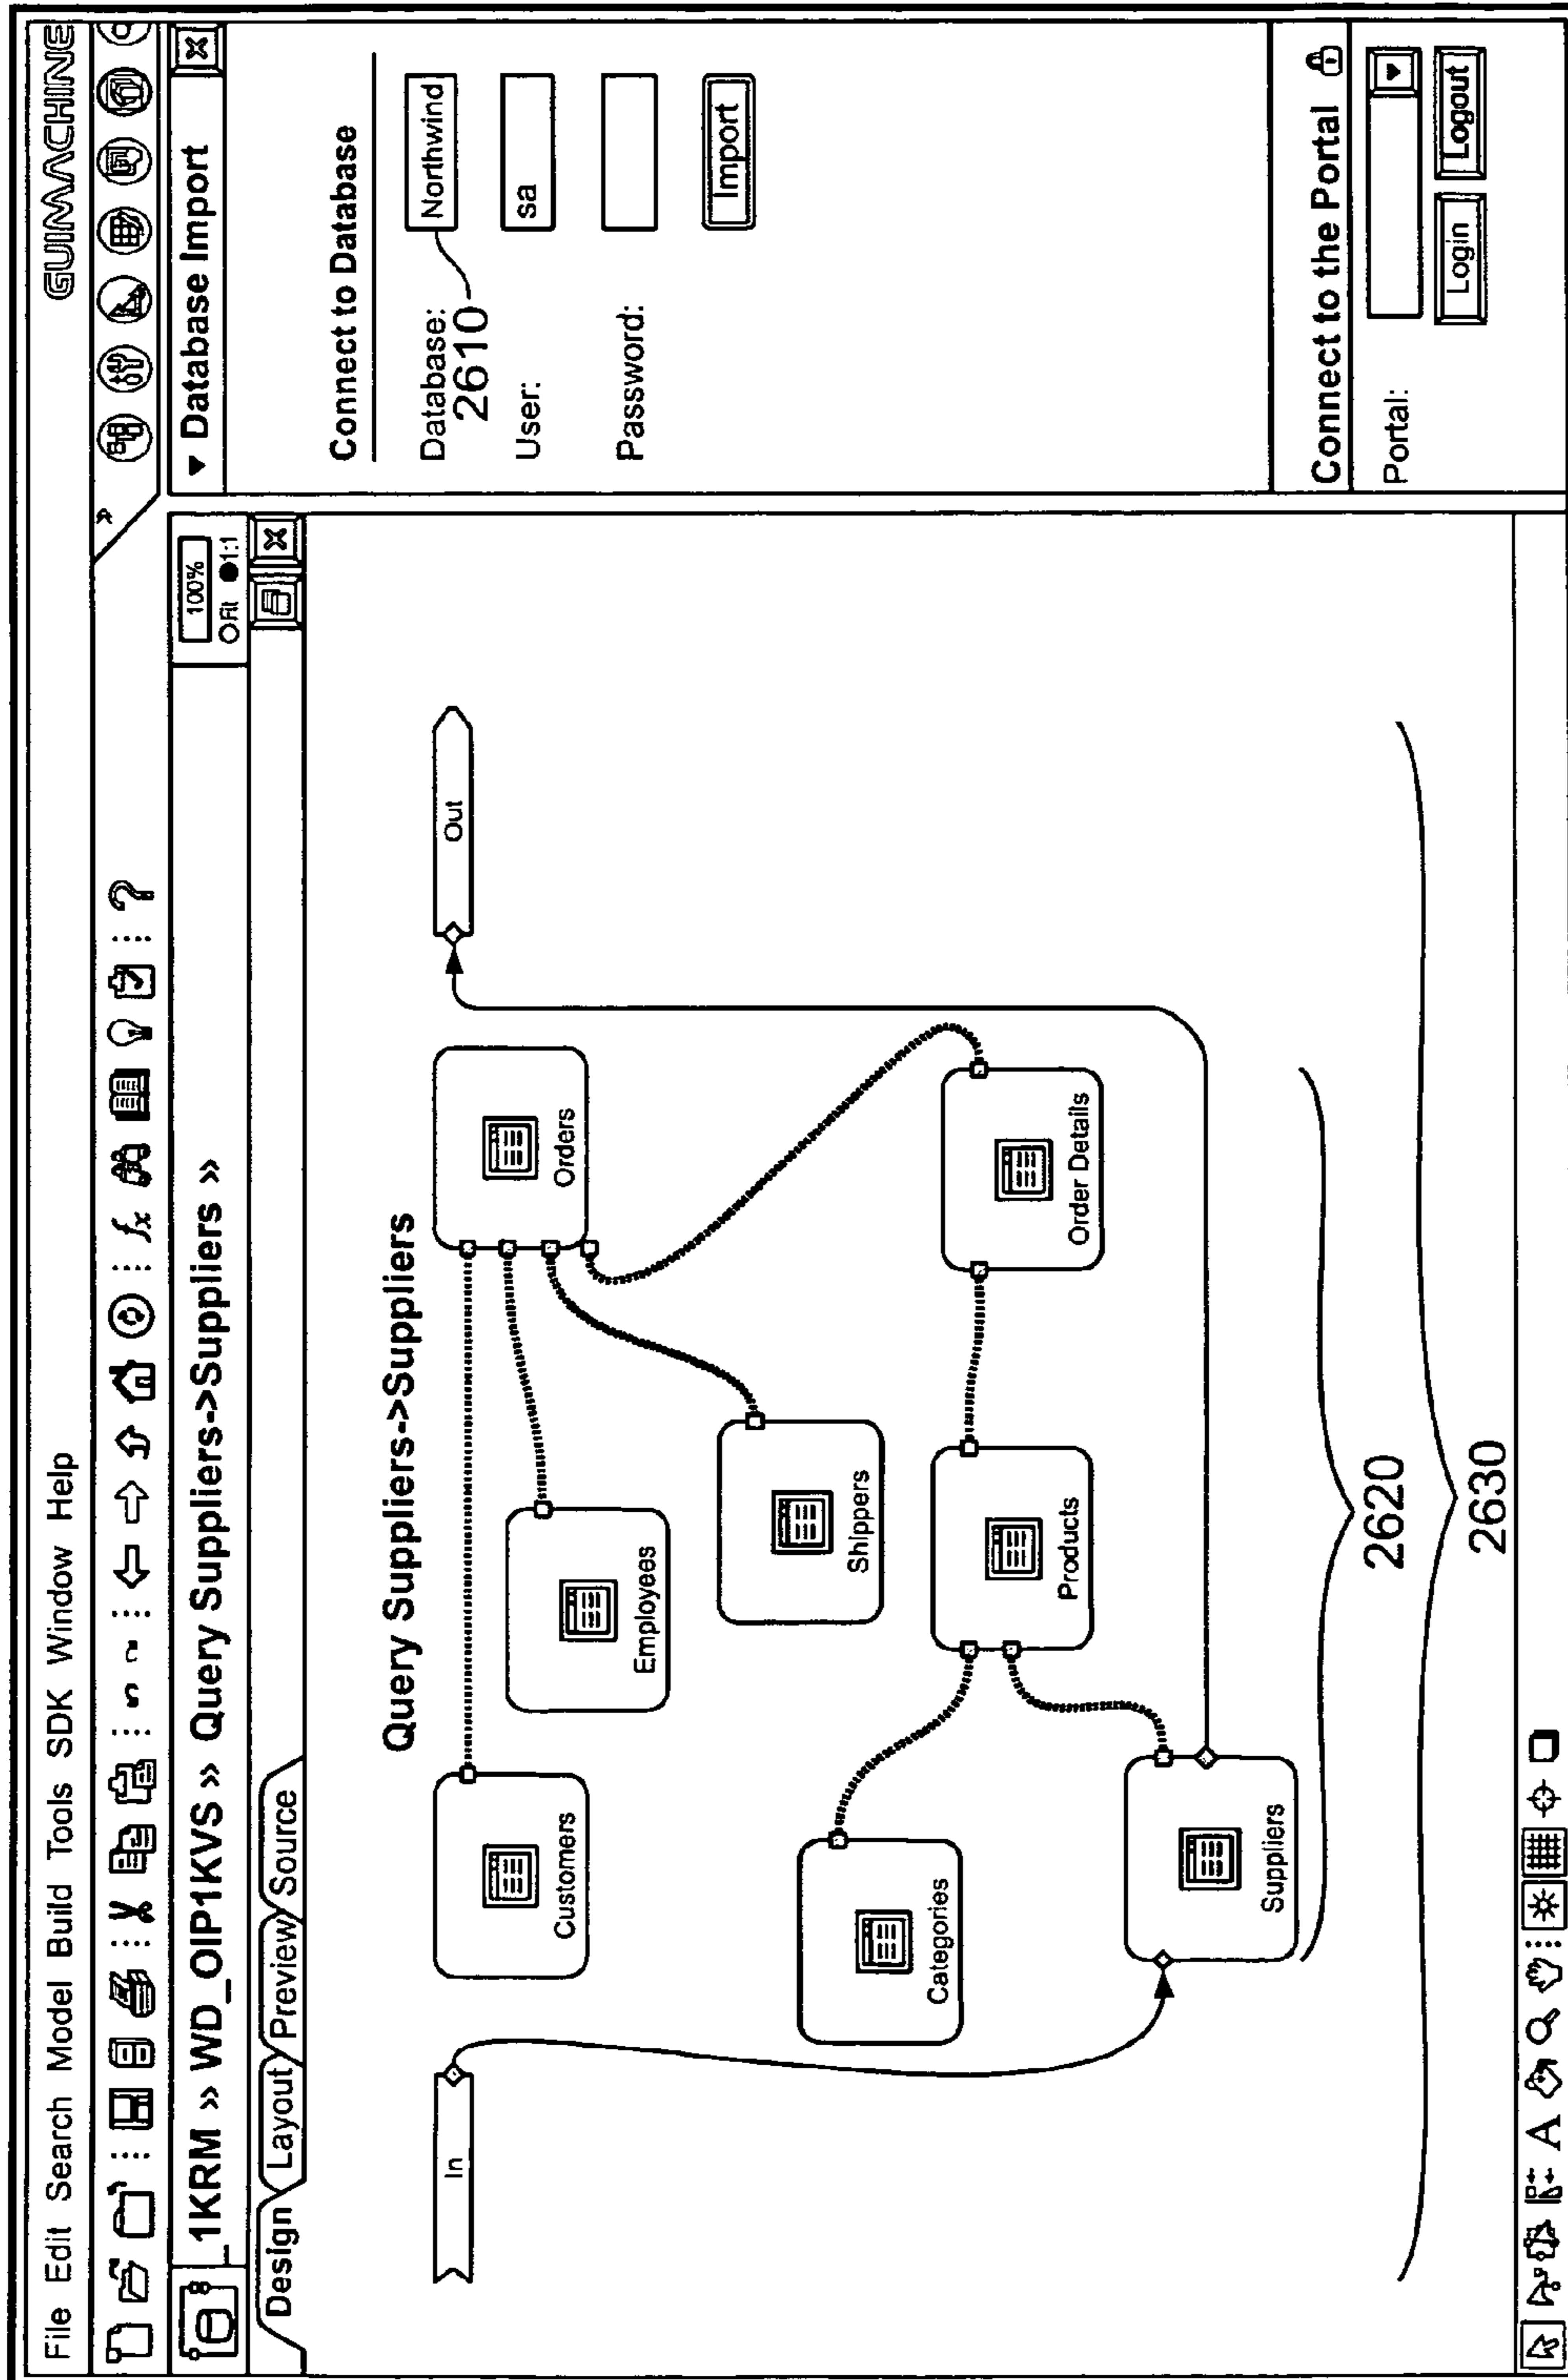 File Edit Search Model Build Tools SDK Window Help
GUIMACHINE
_1KRM » WD_OIP1KVS » Query Suppliers->Suppliers »
100%
Fit 1:1
Design Layout Preview Source
Query Suppliers->Suppliers
In
Out
Customers
Orders
Employees
Shippers
Categories
Products
Order Details
Suppliers
2620
2630
Database Import
Connect to Database
Database: Northwind
2610
User: sa
Password:
Import
Connect to the Portal
Portal:
Login Logout